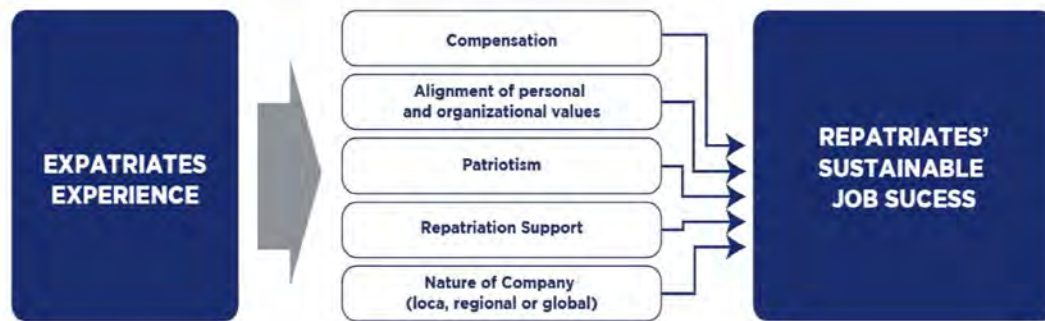 EXPATRIATES
EXPERIENCE
Compensation
Alignment of personal
and organizational values
Patriotism
Repatriation Support
Nature of Company
(loca, regional or global)
REPATRIATES'
SUSTAINABLE
JOB SUCESS